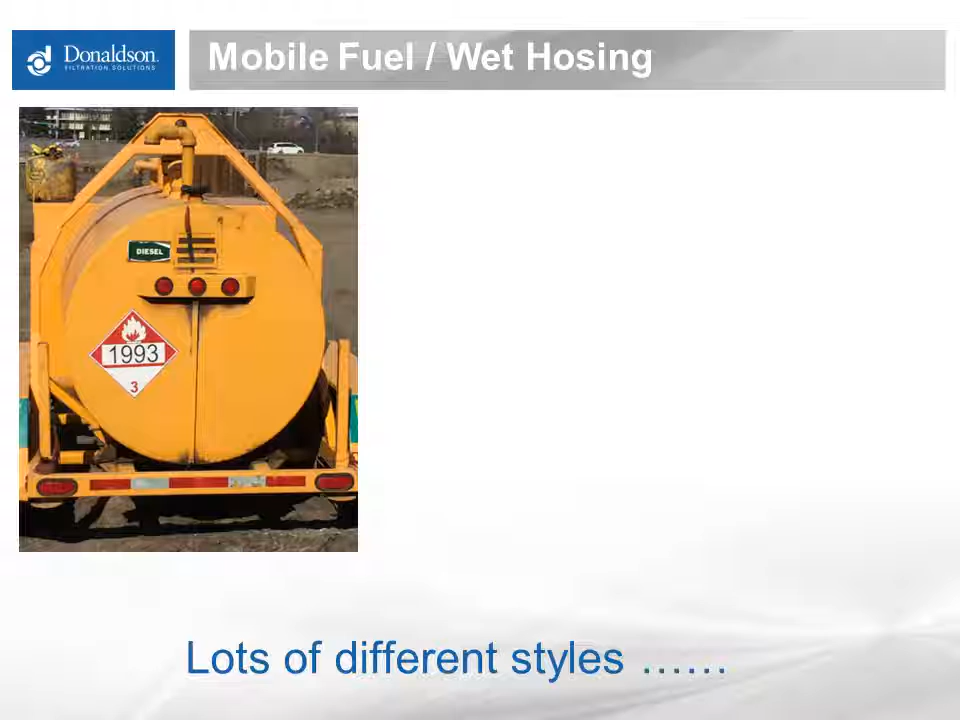 Donaldson.
FILTRATION SOLUTIONS
Mobile Fuel / Wet Hosing
DIESEL
1993
3
Lots of different styles ……